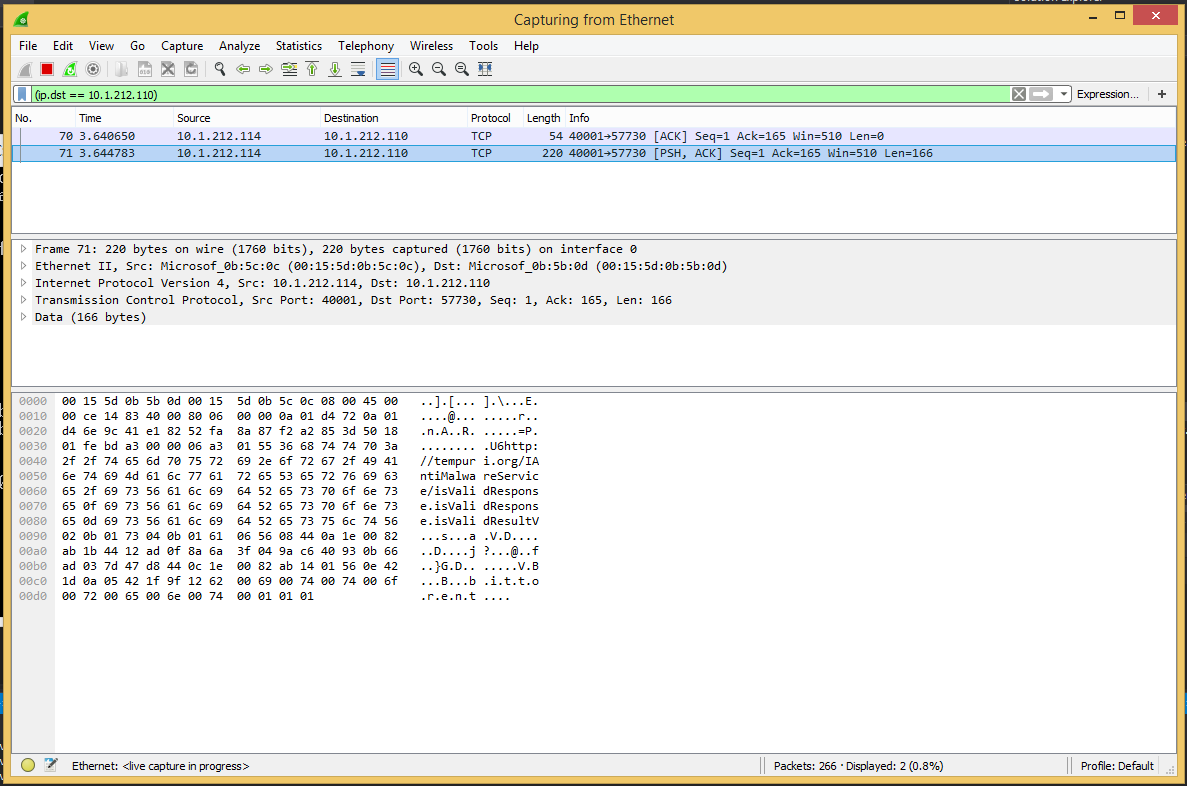 Capturing from Ethernet
File Edit View Go Capture Analyze Statistics Telephony Wireless Tools Help
(ip.dst == 10.1.212.110) Expression... +
No. Time Source Destination Protocol Length Info
70 3.640650 10.1.212.114 10.1.212.110 TCP 54 40001→57730 [ACK] Seq=1 Ack=165 Win=510 Len=0
71 3.644783 10.1.212.114 10.1.212.110 TCP 220 40001→57730 [PSH, ACK] Seq=1 Ack=165 Win=510 Len=166
Frame 71: 220 bytes on wire (1760 bits), 220 bytes captured (1760 bits) on interface 0
Ethernet II, Src: Microsof_0b:5c:0c (00:15:5d:0b:5c:0c), Dst: Microsof_0b:5b:0d (00:15:5d:0b:5b:0d)
Internet Protocol Version 4, Src: 10.1.212.114, Dst: 10.1.212.110
Transmission Control Protocol, Src Port: 40001, Dst Port: 57730, Seq: 1, Ack: 165, Len: 166
Data (166 bytes)
0000 00 15 5d 0b 5b 0d 00 15 5d 0b 5c 0c 08 00 45 00 ..].[... ].\...E.
0010 00 ce 14 83 40 00 80 06 00 00 0a 01 d4 72 0a 01 ....@... .....r..
0020 d4 6e 9c 41 e1 82 52 fa 8a 87 f2 a2 85 3d 50 18 .n.A..R. .....=P.
0030 01 fe bd a3 00 00 06 a3 01 55 36 68 74 74 70 3a ........ .U6http:
0040 2f 2f 74 65 6d 70 75 72 69 2e 6f 72 67 2f 49 41 //tempur i.org/IA
0050 6e 74 69 4d 61 6c 77 61 72 65 53 65 72 76 69 63 ntiMalwa reServic
0060 65 2f 69 73 56 61 6c 69 64 52 65 73 70 6f 6e 73 e/isVali dRespons
0070 65 0f 69 73 56 61 6c 69 64 52 65 73 70 6f 6e 73 e.isVali dRespons
0080 65 0d 69 73 56 61 6c 69 64 52 65 73 75 6c 74 56 e.isVali dResultV
0090 02 0b 01 73 04 0b 01 61 06 56 08 44 0a 1e 00 82 ...s...a .V.D....
00a0 ab 1b 44 12 ad 0f 8a 6a 3f 04 9a c6 40 93 0b 66 ..D....j ?...@..f
00b0 ad 03 7d 47 d8 44 0c 1e 00 82 ab 14 01 56 0e 42 ..}G.D.. .....V.B
00c0 1d 0a 05 42 1f 9f 12 62 00 69 00 74 00 74 00 6f ...B...b .i.t.t.o
00d0 00 72 00 65 00 6e 00 74 00 01 01 01 .r.e.n.t ....
Ethernet: <live capture in progress> Packets: 266 · Displayed: 2 (0.8%) Profile: Default